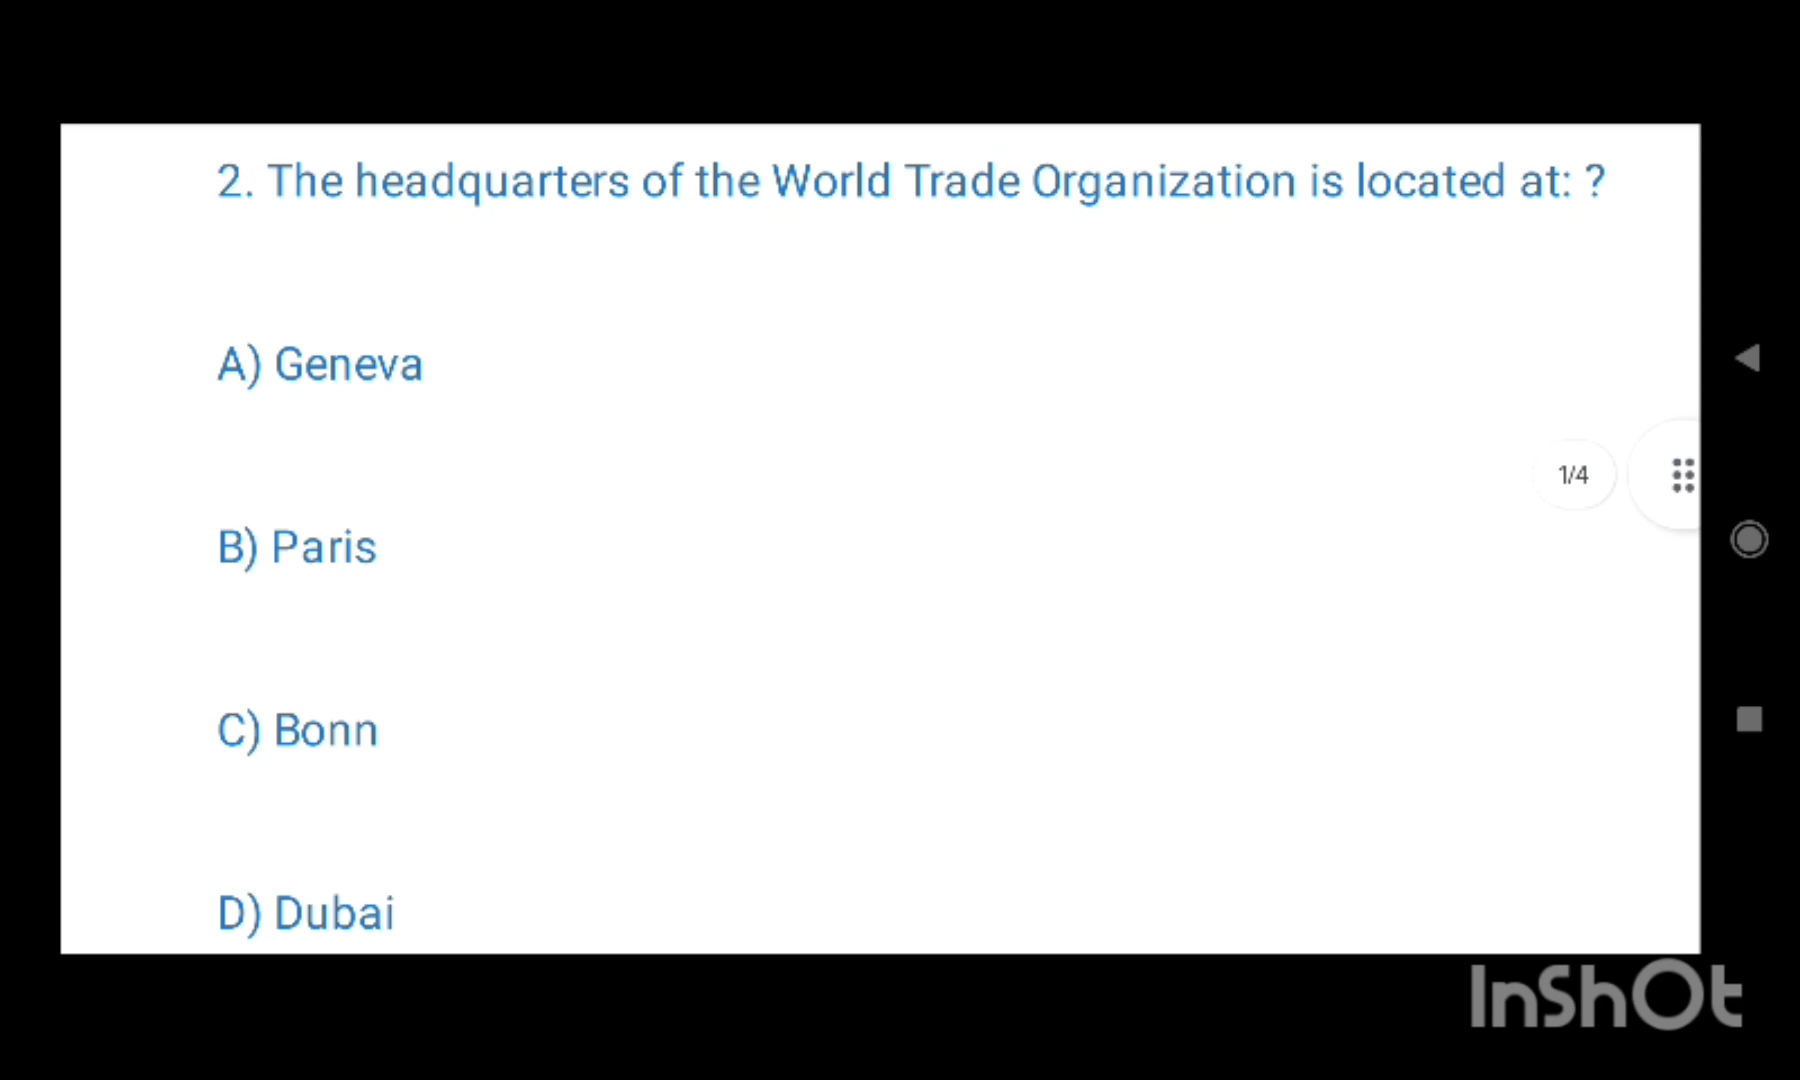 2. The headquarters of the World Trade Organization is located at: ?
A) Geneva
1/4
B) Paris
C) Bonn
D) Dubai
InShOt